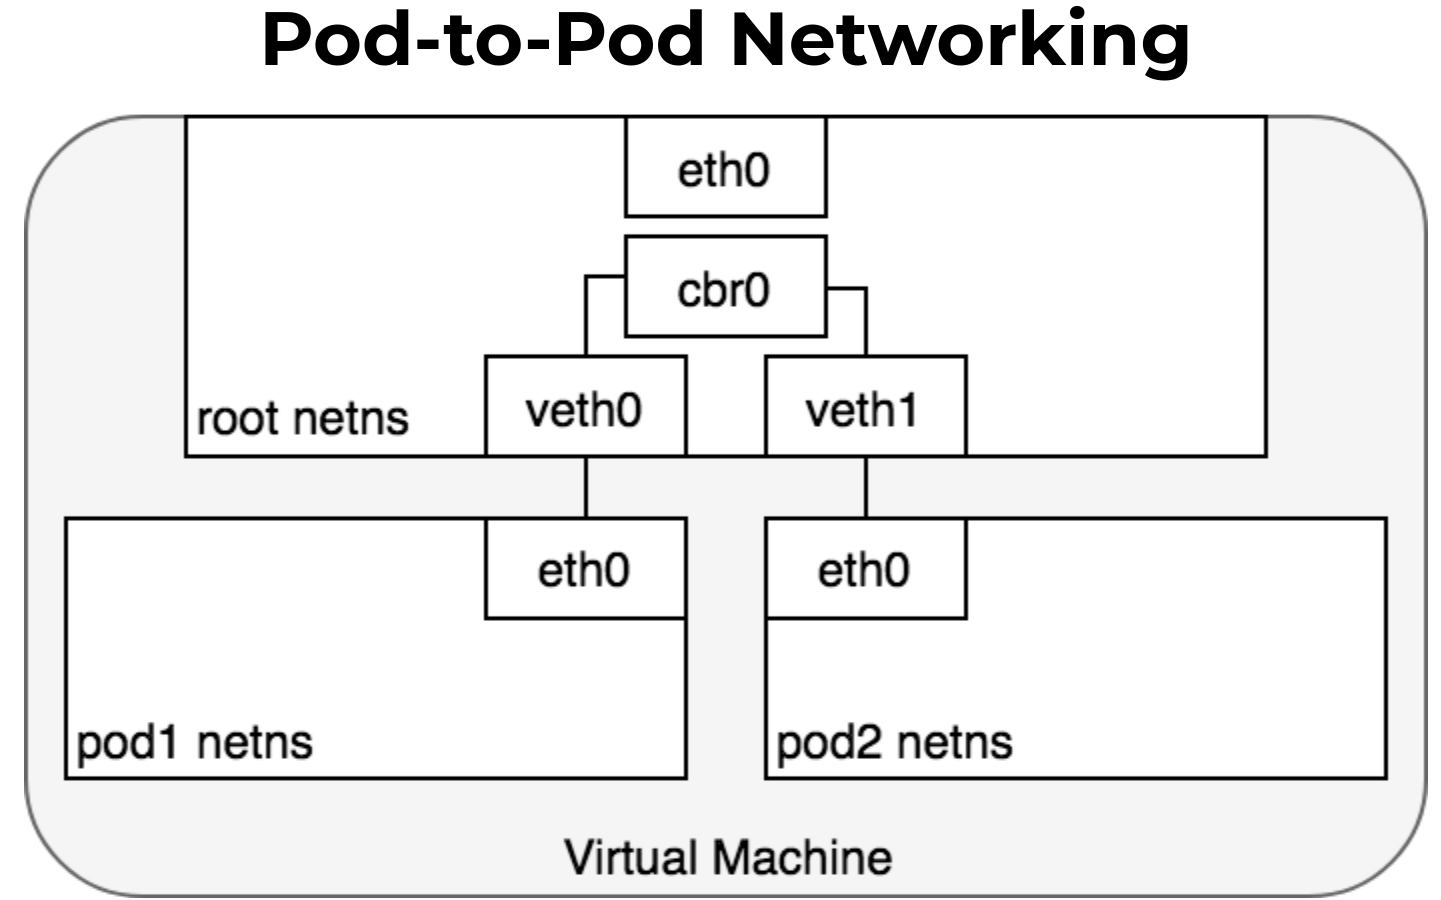 Pod-to-Pod Networking
eth0
cbr0
veth0
veth1
root netns
eth0
eth0
pod1 netns
pod2 netns
Virtual Machine